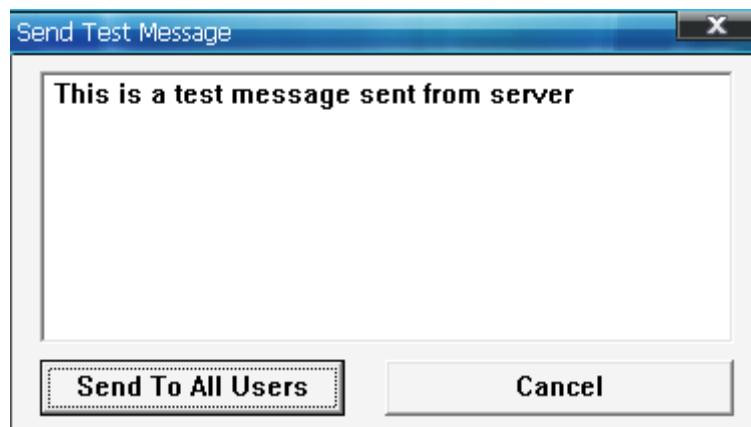 Send Test Message
X
This is a test message sent from server
Send To All Users
Cancel